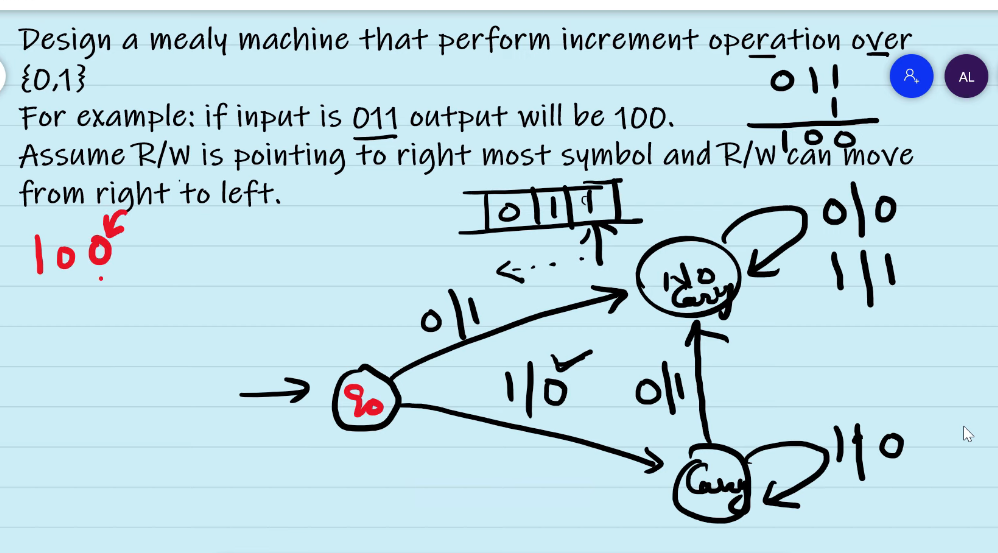 Design a mealy machine that perform increment operation over
{0,1}
For example: if input is 011 output will be 100.
Assume R/W is pointing to right most symbol and R/W can move
from right to left.
011
1
100
AL
0 1 1
100
0/0
1/1
No
Carry
0/1
1/0
0/1
q0
1/0
Carry